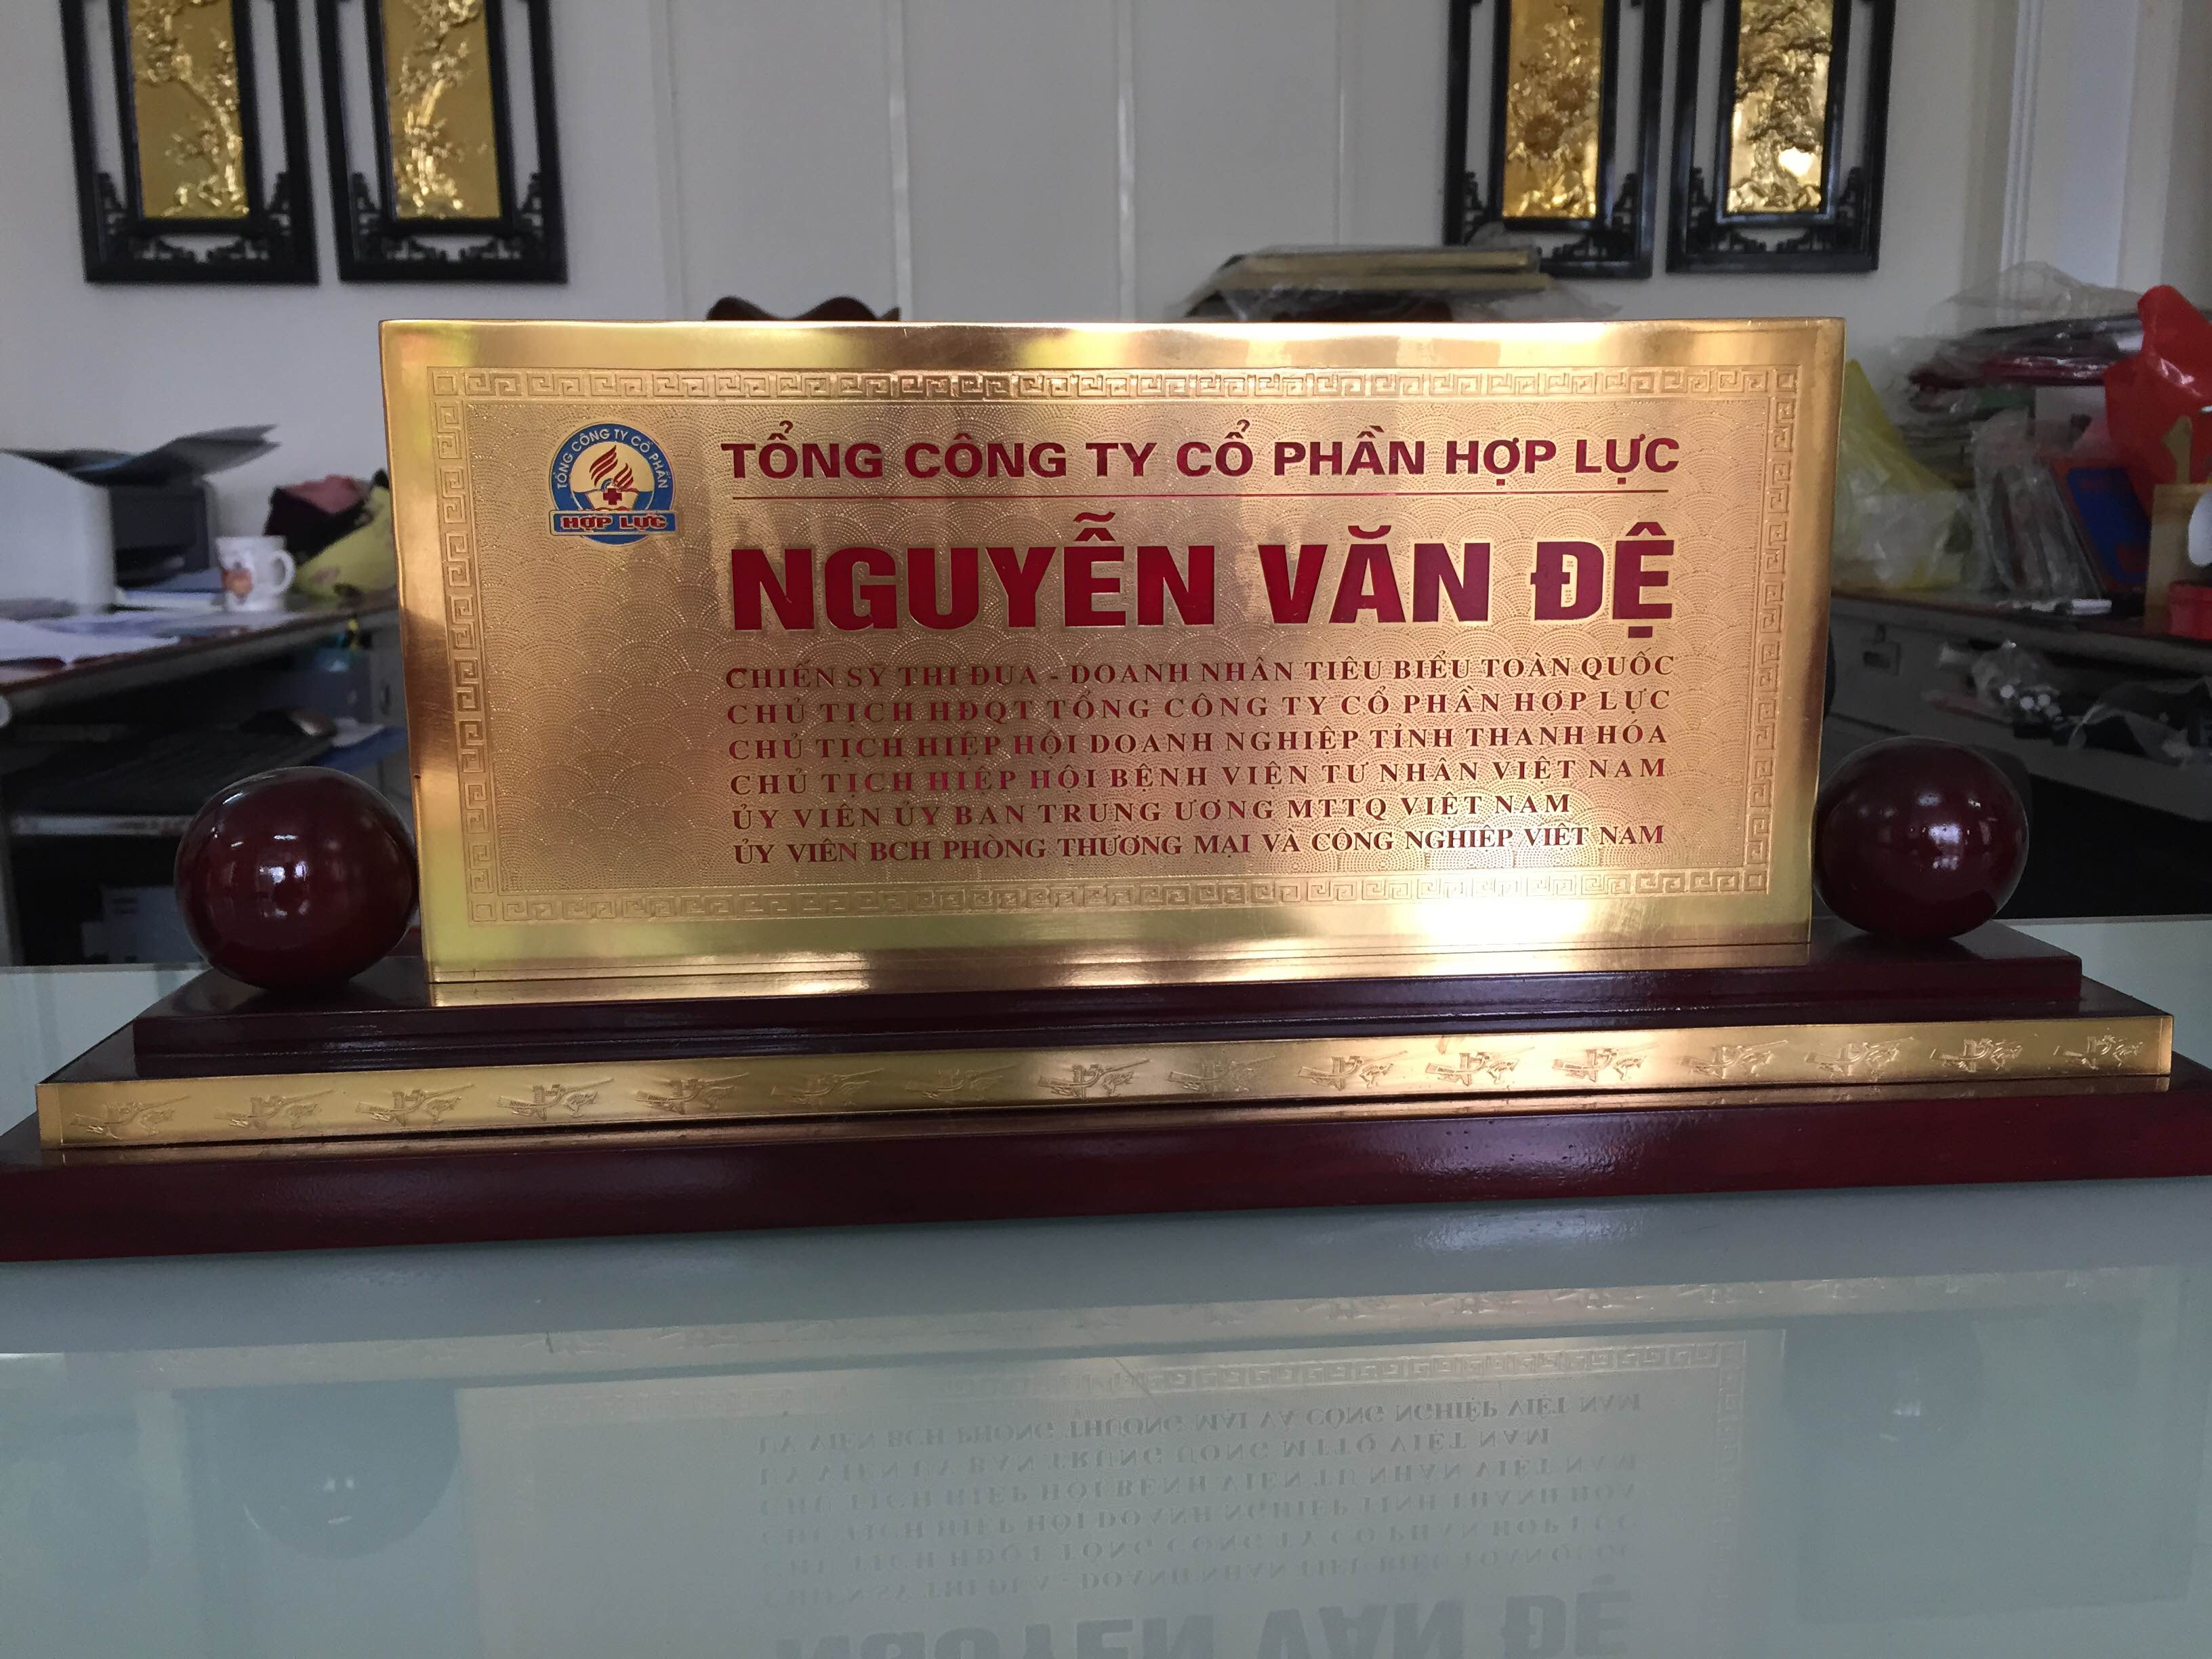 TỔNG CÔNG TY CỔ PHẦN
HỢP LỰC
TỔNG CÔNG TY CỔ PHẦN HỢP LỰC
NGUYỄN VĂN ĐỆ
CHIẾN SỸ THI ĐUA - DOANH NHÂN TIÊU BIỂU TOÀN QUỐC
CHỦ TỊCH HĐQT TỔNG CÔNG TY CỔ PHẦN HỢP LỰC
CHỦ TỊCH HIỆP HỘI DOANH NGHIỆP TỈNH THANH HÓA
CHỦ TỊCH HIỆP HỘI BỆNH VIỆN TƯ NHÂN VIỆT NAM
ỦY VIÊN ỦY BAN TRUNG ƯƠNG MTTQ VIỆT NAM
ỦY VIÊN BCH PHÒNG THƯƠNG MẠI VÀ CÔNG NGHIỆP VIỆT NAM